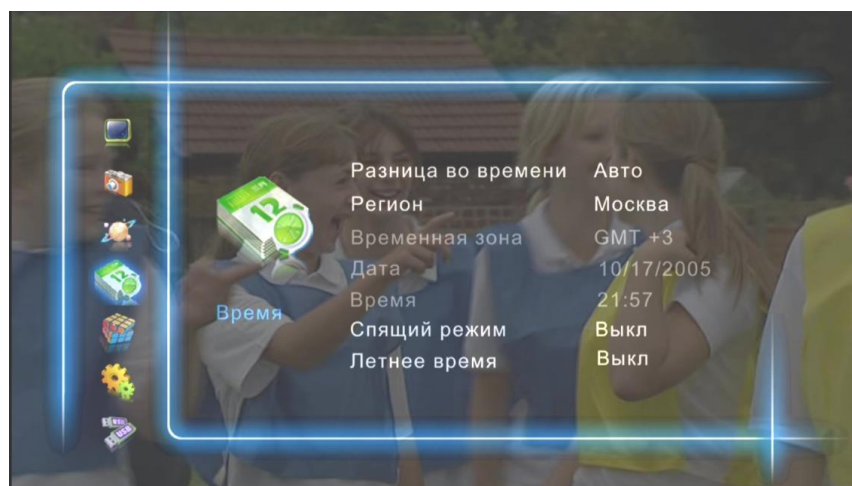 Разница во времени Авто
Регион Москва
Временная зона GMT +3
Дата 10/17/2005
Время 21:57
Время
Спящий режим Выкл
Летнее время Выкл